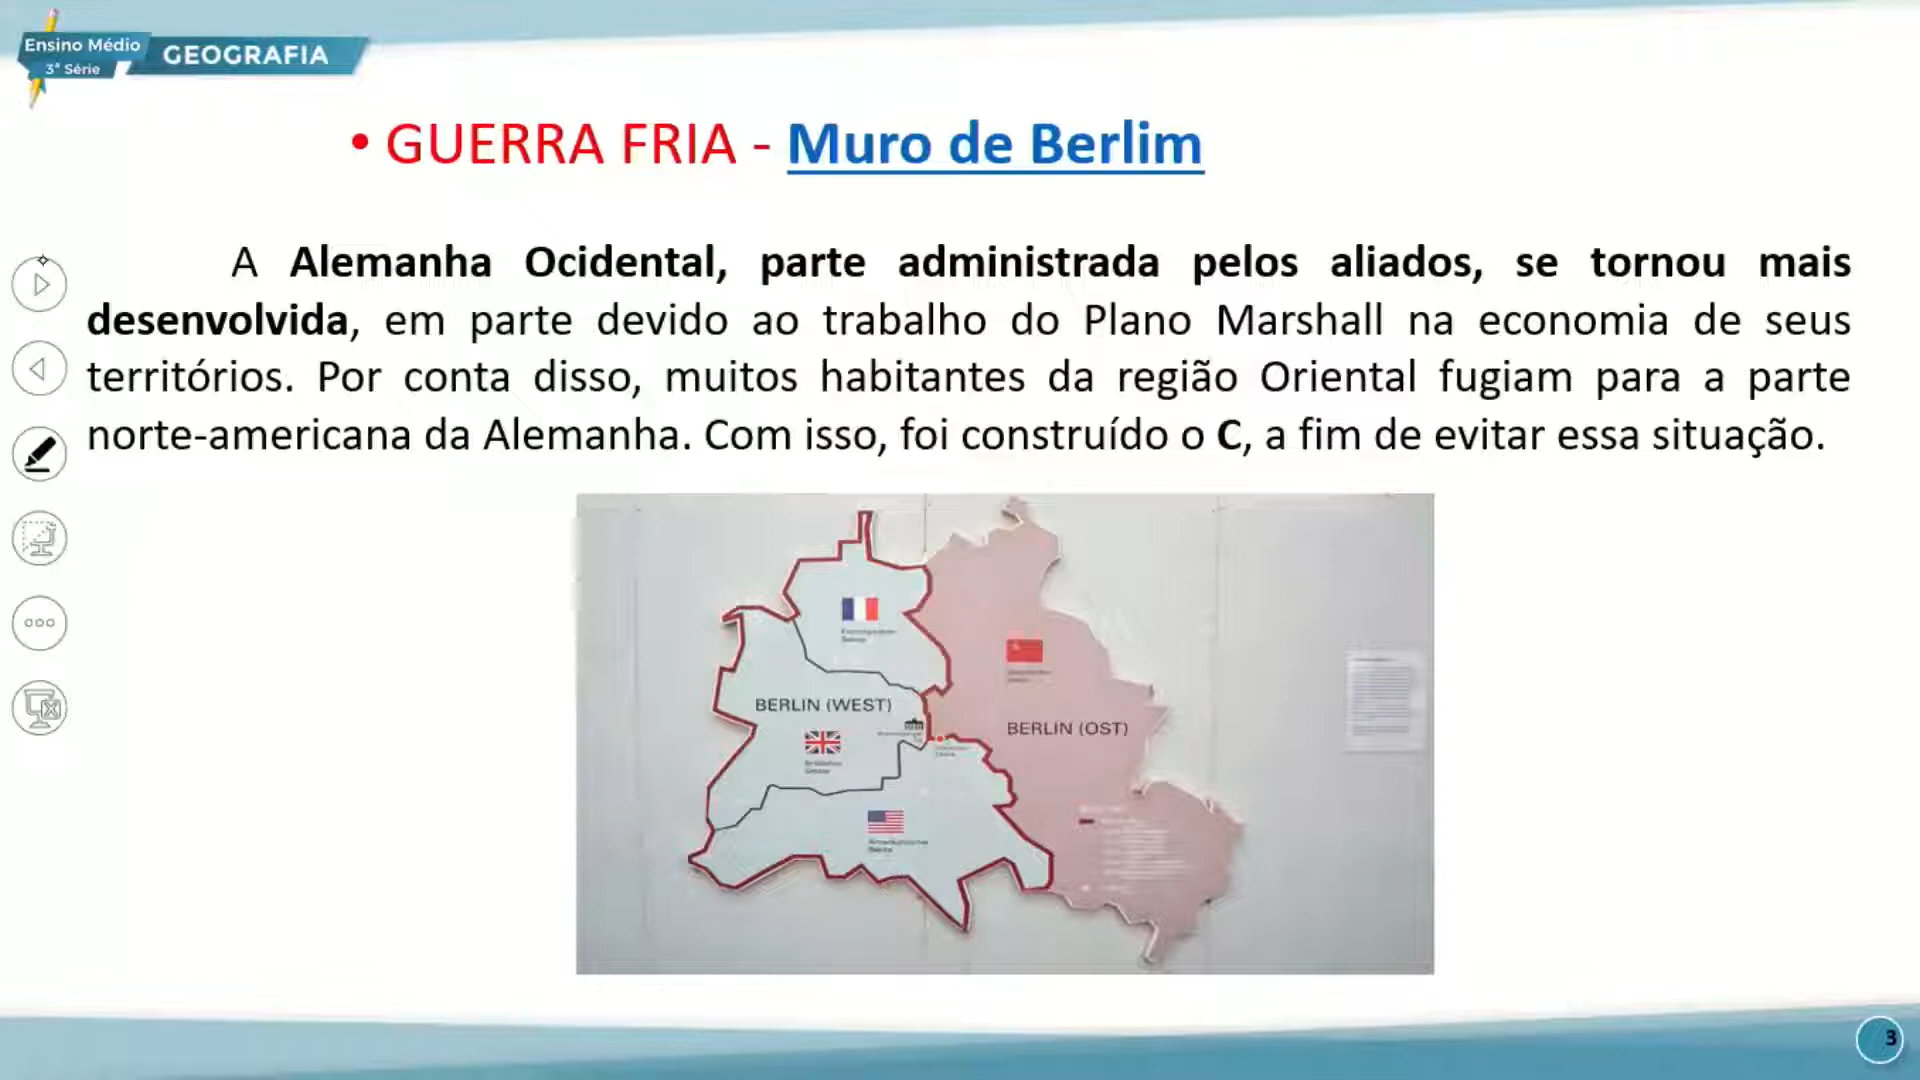 Ensino Médio
3ª Série
GEOGRAFIA
• GUERRA FRIA - Muro de Berlim
A Alemanha Ocidental, parte administrada pelos aliados, se tornou mais
desenvolvida, em parte devido ao trabalho do Plano Marshall na economia de seus
territórios. Por conta disso, muitos habitantes da região Oriental fugiam para a parte
norte-americana da Alemanha. Com isso, foi construído o C, a fim de evitar essa situação.
BERLIN (WEST)
BERLIN (OST)
3